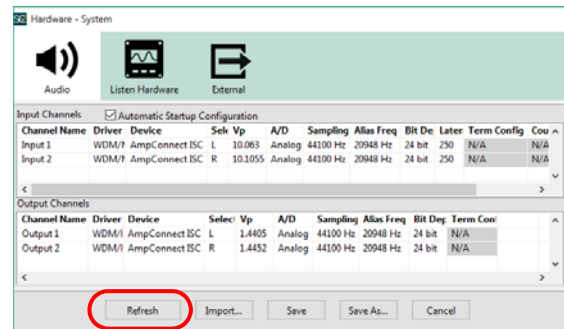 SC Hardware - System
Audio Listen Hardware External
Input Channels Automatic Startup Configuration
Channel Name Driver Device Sele Vp A/D Sampling Alias Freq Bit De Later Term Config Cou
Input 1 WDM/I AmpConnect ISC L 10.063 Analog 44100 Hz 20948 Hz 24 bit 250 N/A N/A
Input 2 WDM/I AmpConnect ISC R 10.1055 Analog 44100 Hz 20948 Hz 24 bit 250 N/A N/A
Output Channels
Channel Name Driver Device Select Vp A/D Sampling Alias Freq Bit Dep Term Conf
Output 1 WDM/I AmpConnect ISC L 1.4405 Analog 44100 Hz 20948 Hz 24 bit N/A
Output 2 WDM/I AmpConnect ISC R 1.4452 Analog 44100 Hz 20948 Hz 24 bit N/A
Refresh Import... Save Save As... Cancel